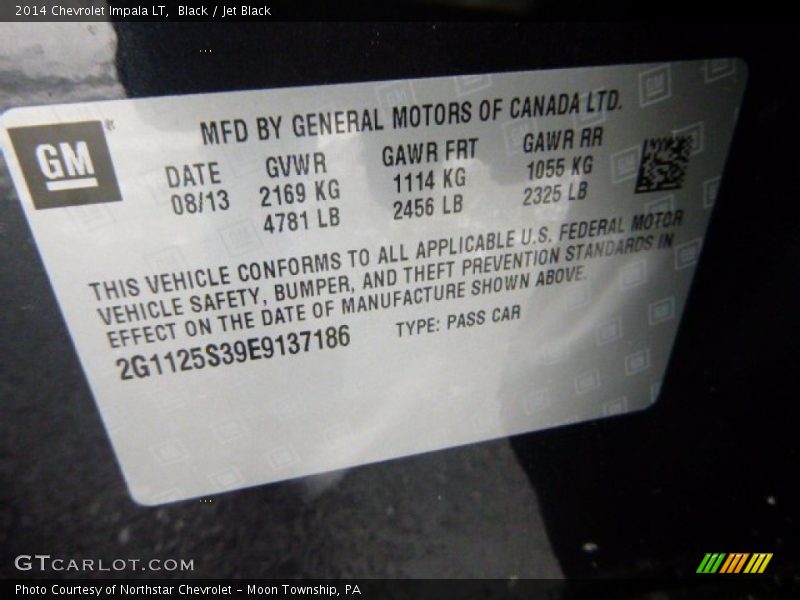 2014 Chevrolet Impala LT, Black / Jet Black
MFD BY GENERAL MOTORS OF CANADA LTD.
GM
DATE GVWR GAWR FRT GAWR RR
08/13 2169 KG 1114 KG 1055 KG
4781 LB 2456 LB 2325 LB
THIS VEHICLE CONFORMS TO ALL APPLICABLE U.S. FEDERAL MOTOR
VEHICLE SAFETY, BUMPER, AND THEFT PREVENTION STANDARDS IN
EFFECT ON THE DATE OF MANUFACTURE SHOWN ABOVE.
2G1125S39E9137186 TYPE: PASS CAR
GTCARLOT.COM
Photo Courtesy of Northstar Chevrolet - Moon Township, PA